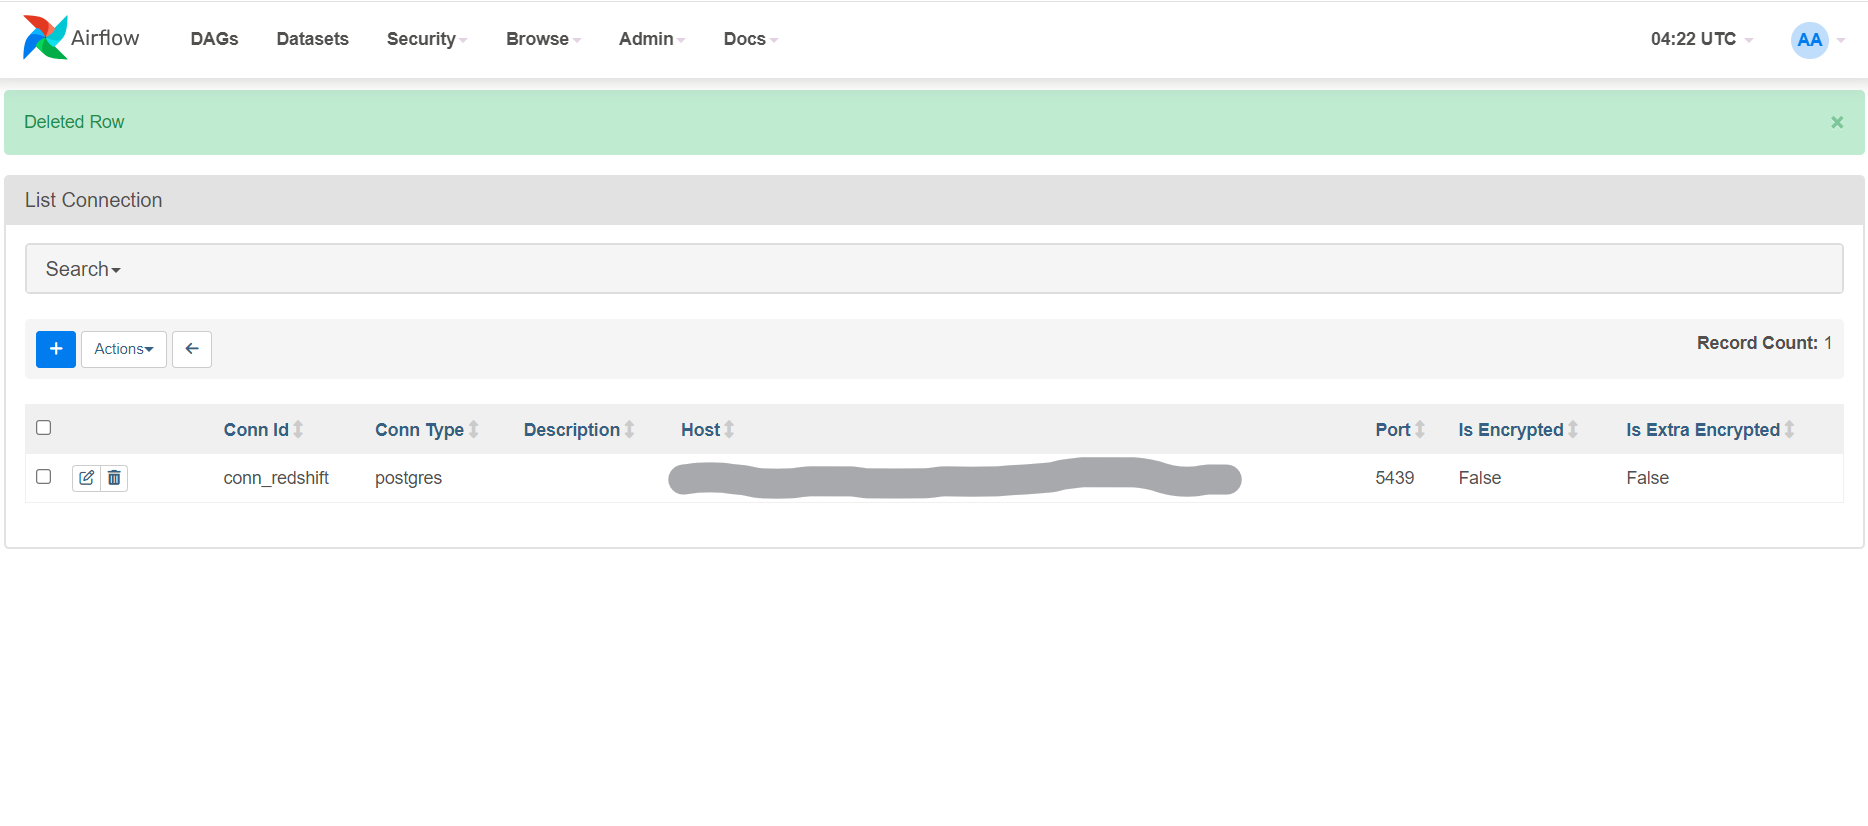 Airflow DAGs Datasets Security Browse Admin Docs 04:22 UTC AA
Deleted Row ×
List Connection
Search
+ Actions Record Count: 1
Conn Id Conn Type Description Host Port Is Encrypted Is Extra Encrypted
conn_redshift postgres 5439 False False